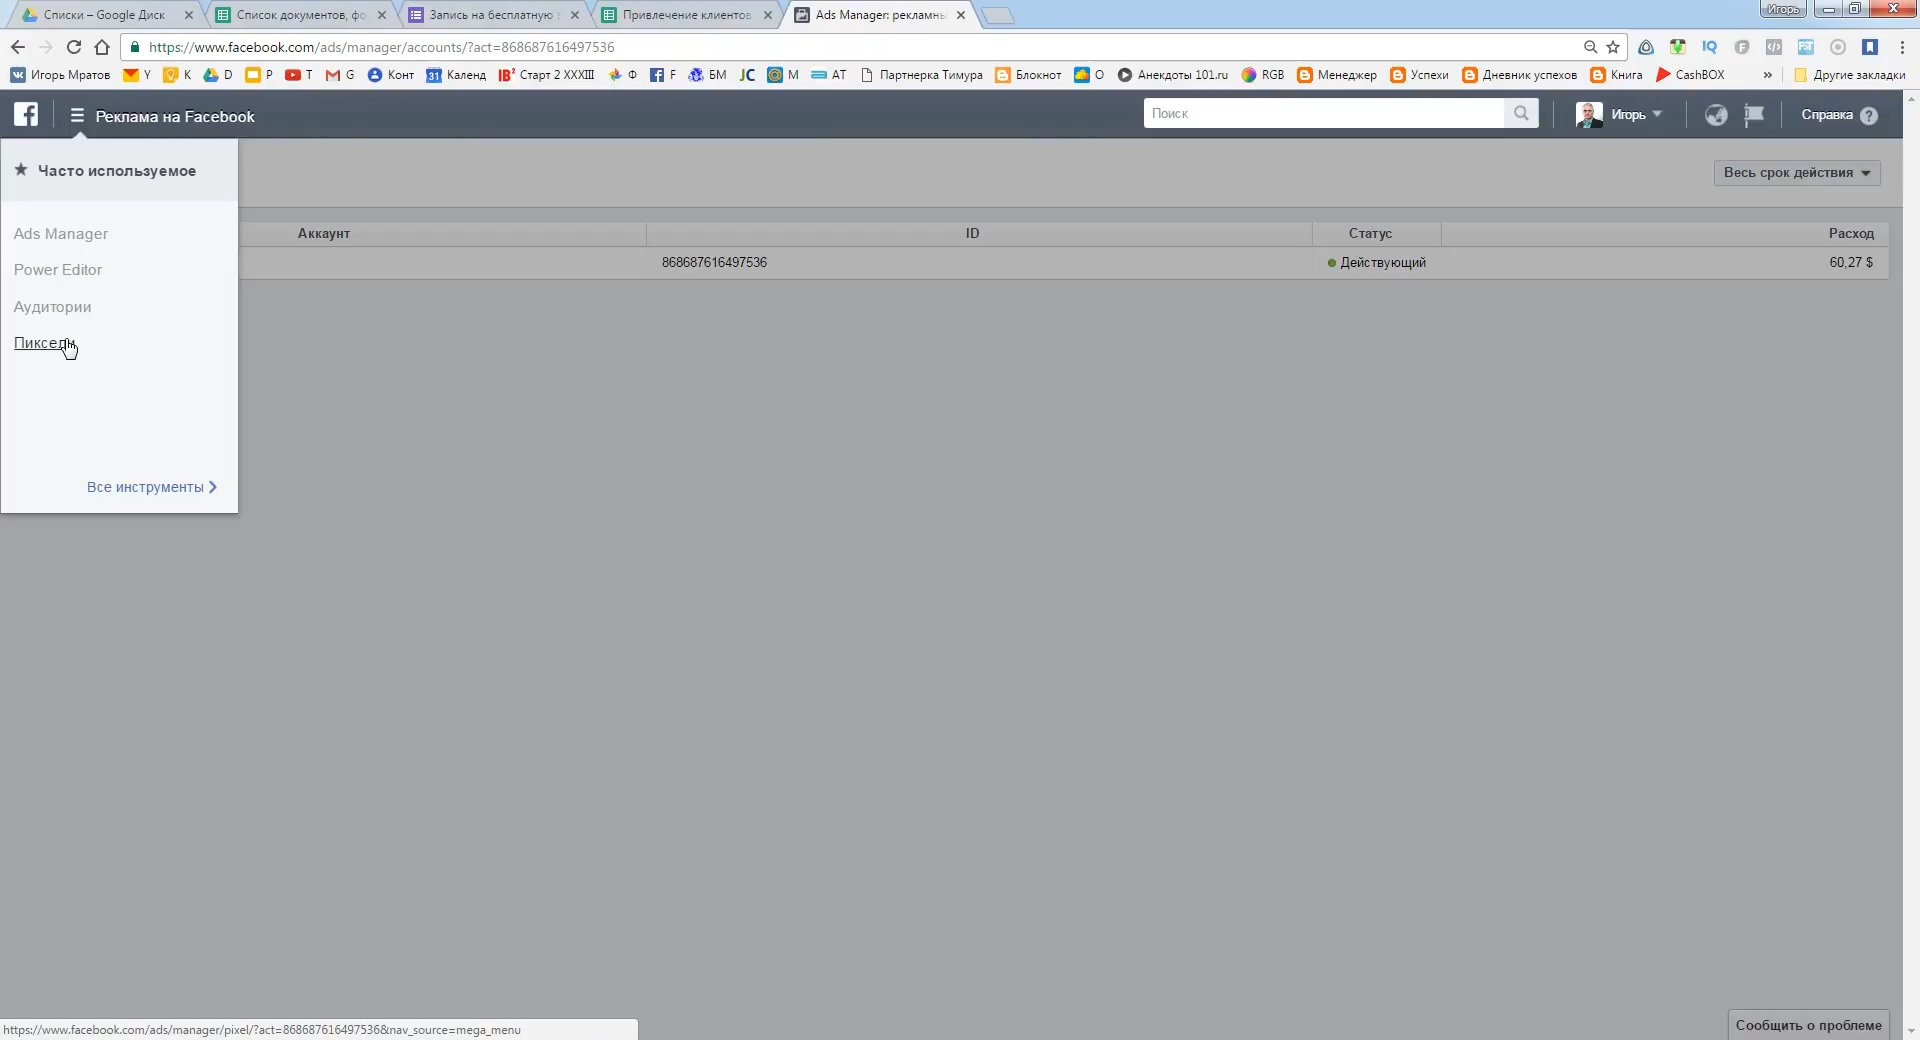 Игорь
Списки – Google Диск
Список документов, фо
Запись на бесплатную
Привлечение клиентов
Ads Manager: рекламны
https://www.facebook.com/ads/manager/accounts/?act=868687616497536
Игорь Мратов Y К D P T G Конт Календ Старт 2 XXXIII Ф F БМ JC М АТ Партнерка Тимура Блокнот О Анекдоты 101.ru RGB Менеджер Успехи Дневник успехов Книга CashBOX » Другие закладки
Реклама на Facebook
Поиск
Игорь
Справка ?
Часто используемое
Весь срок действия
Ads Manager
Power Editor
Аудитории
Пиксели
Все инструменты
Аккаунт ID Статус Расход
868687616497536 Действующий 60,27 $
https://www.facebook.com/ads/manager/pixel/?act=868687616497536&nav_source=mega_menu
Сообщить о проблеме